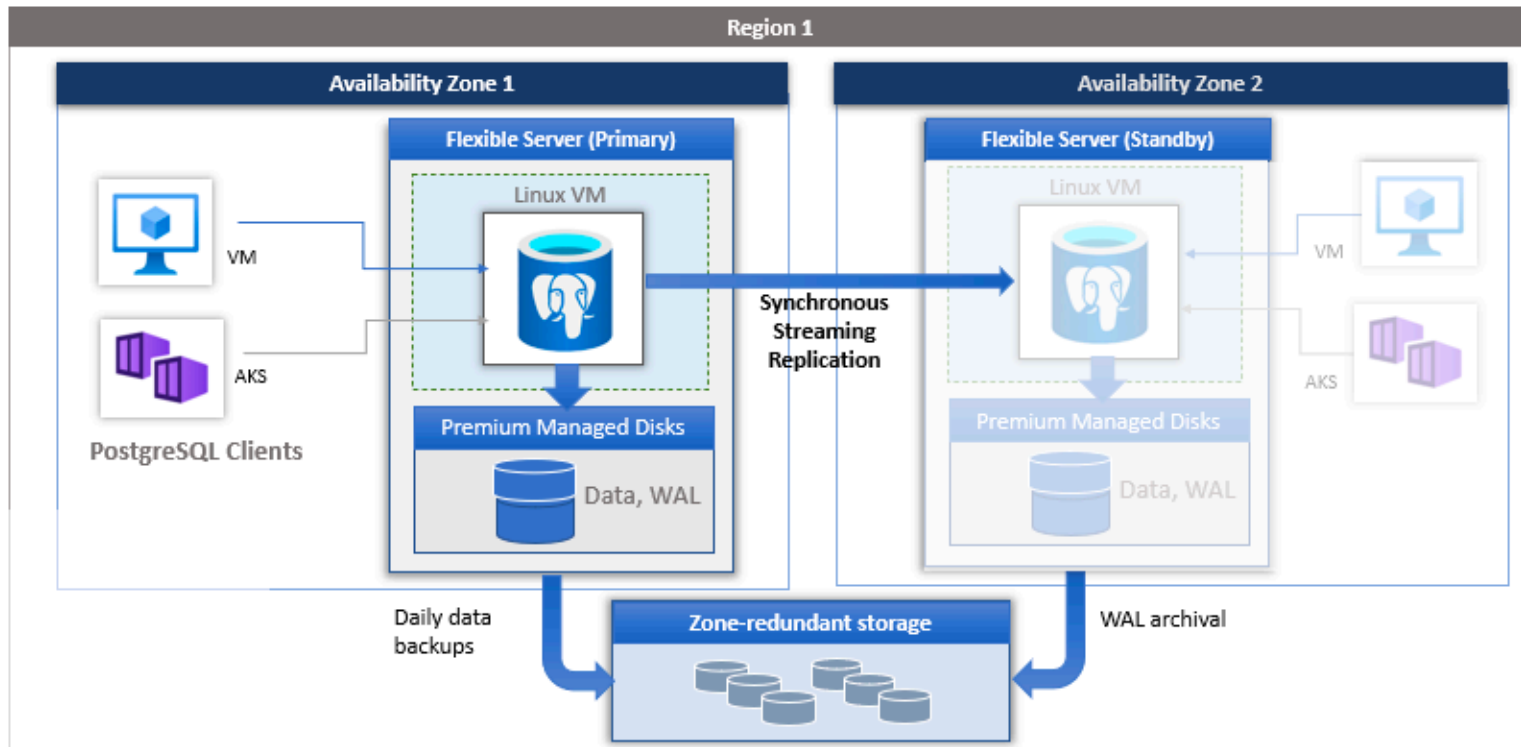 Region 1
Availability Zone 1
Availability Zone 2
Flexible Server (Primary)
Flexible Server (Standby)
Linux VM
Linux VM
VM
VM
Synchronous
Streaming
Replication
AKS
AKS
PostgreSQL Clients
Premium Managed Disks
Premium Managed Disks
Data, WAL
Data, WAL
Daily data
backups
Zone-redundant storage
WAL archival